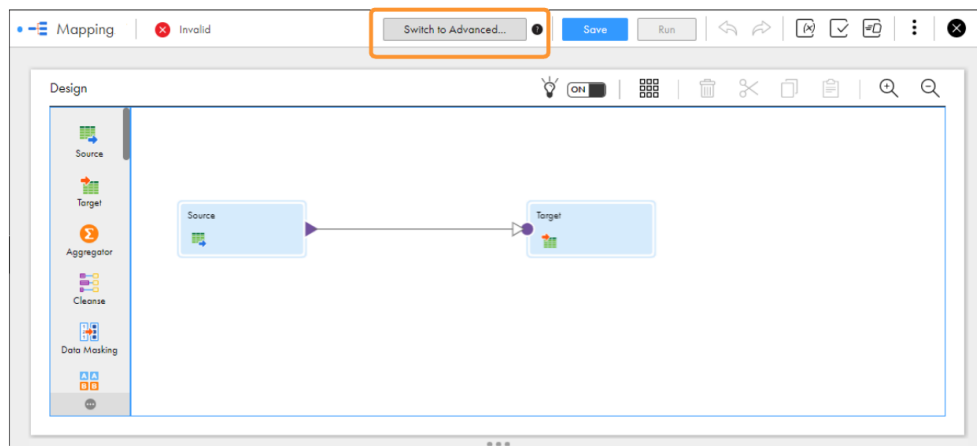 Mapping
Invalid
Switch to Advanced...
?
Save
Run
Design
ON
Source
Target
Aggregator
Cleanse
Data Masking
A A
B B
Source
Target